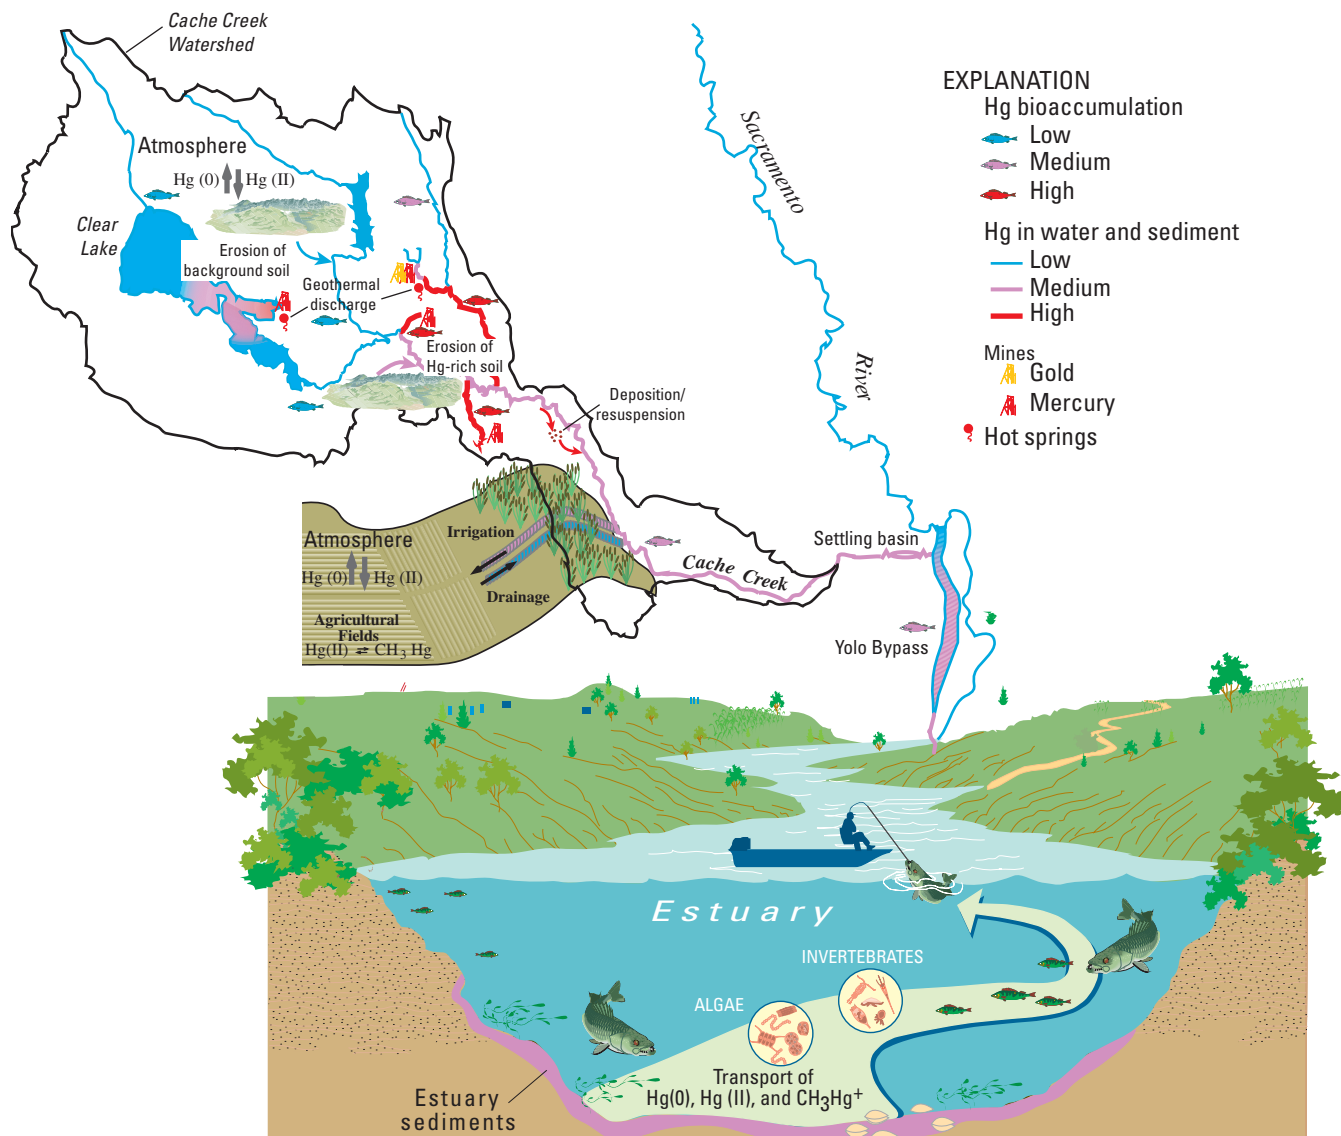 Cache Creek
Watershed
Atmosphere
Hg (0) Hg (II)
Clear
Lake
Erosion of
background soil
Geothermal
discharge
Erosion of
Hg-rich soil
Deposition/
resuspension
Sacramento
River
EXPLANATION
Hg bioaccumulation
Low
Medium
High
Hg in water and sediment
Low
Medium
High
Mines
Gold
Mercury
Hot springs
Atmosphere
Hg (0) Hg (II)
Irrigation
Drainage
Agricultural
Fields
Hg(II) ⇌ CH₃ Hg
Cache Creek
Settling basin
Yolo Bypass
Estuary
INVERTEBRATES
ALGAE
Transport of
Hg(0), Hg (II), and CH₃Hg⁺
Estuary
sediments